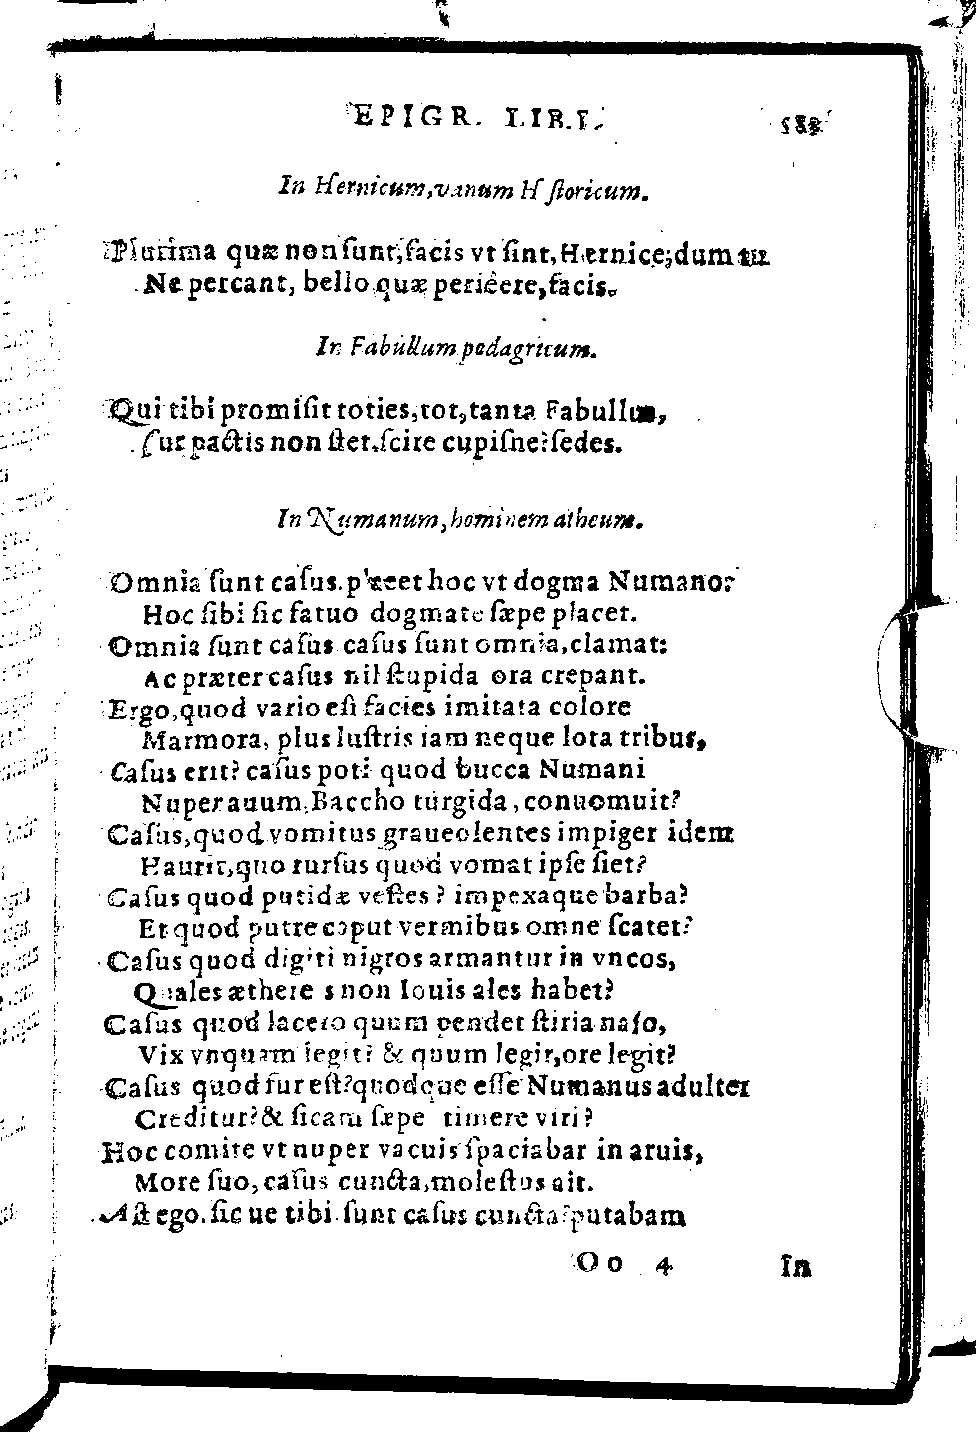 EPIGR. LIB.I.
In Hernicum,vanum Hſtoricum.
Plurima quæ non ſunt,facis vt ſint,Hernice,dum tu
Ne pereant, bello quæ periêere,facis.
In Fabullum podagricum.
Qui tibi promiſit toties,tot,tanta Fabullus,
Cur pactis non ſtet,ſcire cupiſne?ſedes.
In Numanum,hominem atheum.
Omnia ſunt caſus. placet hoc vt dogma Numano?
Hoc ſibi ſic fatuo dogmate ſæpe placet.
Omnia ſunt caſus caſus ſunt omnia,clamat:
Ac præter caſus nil ſtupida ora crepant.
Ergo,quod vario eſt facies imitata colore
Marmora, plus luſtris iam neque lota tribus,
Caſus erit? caſus poti quod bucca Numani
Nuper auum,Baccho turgida,conuomuit?
Caſus,quod vomitus graueolentes impiger idem
Haurit,quo rurſus quod vomat ipſe ſiet?
Caſus quod putidæ veſtes? impexaque barba?
Et quod putre caput vermibus omne ſcatet?
Caſus quod digiti nigros armantur in vncos,
Quales æthereus non Iouis ales habet?
Caſus quod lacero quum pendet ſtiria naſo,
Vix vnquam tegit? & quum legit,ore legit?
Caſus quod fur eſt?quodque eſſe Numanus adulter
Creditur?& ſicam ſæpe timere viri?
Hoc comite vt nuper vacuis ſpaciabar in aruis,
More ſuo,caſus cuncta,moleſtus ait.
Aſt ego.ſic ue tibi ſunt caſus cuncta?putabam
Oo 4 In